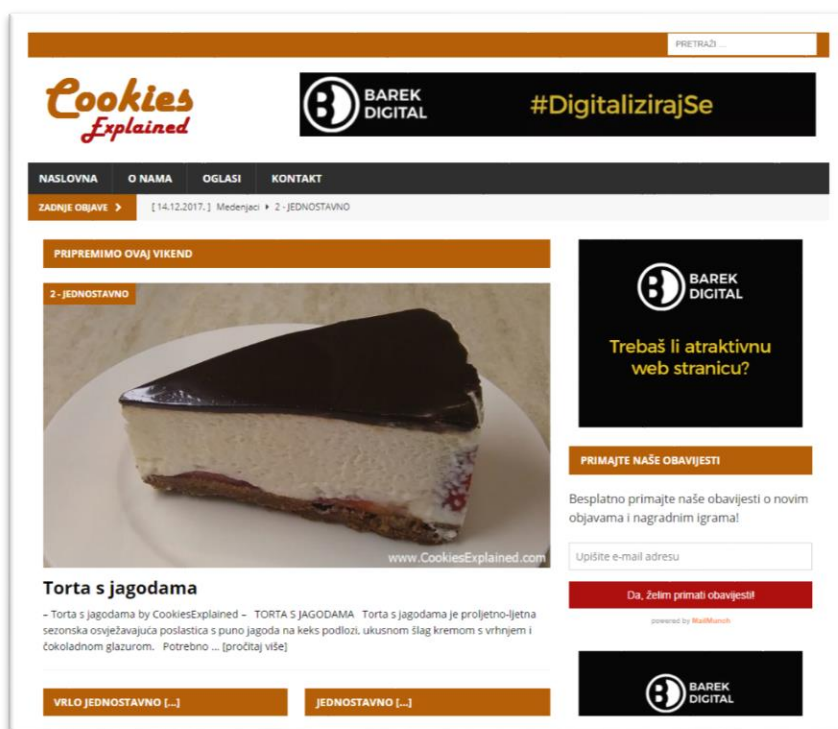 PRETRAŽI ...
Cookies
Explained
BAREK
DIGITAL
#DigitalizirajSe
NASLOVNA O NAMA OGLASI KONTAKT
ZADNJE OBJAVE
[ 14.12.2017. ] Medenjaci 2 - JEDNOSTAVNO
PRIPREMIMO OVAJ VIKEND
2 - JEDNOSTAVNO
www.CookiesExplained.com
Torta s jagodama
– Torta s jagodama by CookiesExplained – TORTA S JAGODAMA Torta s jagodama je proljetno-ljetna
sezonska osvježavajuća poslastica s puno jagoda na keks podlozi, ukusnom šlag kremom s vrhnjem i
čokoladnom glazurom. Potrebno ... [pročitaj više]
VRLO JEDNOSTAVNO [...]
JEDNOSTAVNO [...]
BAREK
DIGITAL
Trebaš li atraktivnu
web stranicu?
PRIMAJTE NAŠE OBAVIJESTI
Besplatno primajte naše obavijesti o novim
objavama i nagradnim igrama!
Upišite e-mail adresu
Da, želim primati obavijesti!
powered by MailMunch
BAREK
DIGITAL